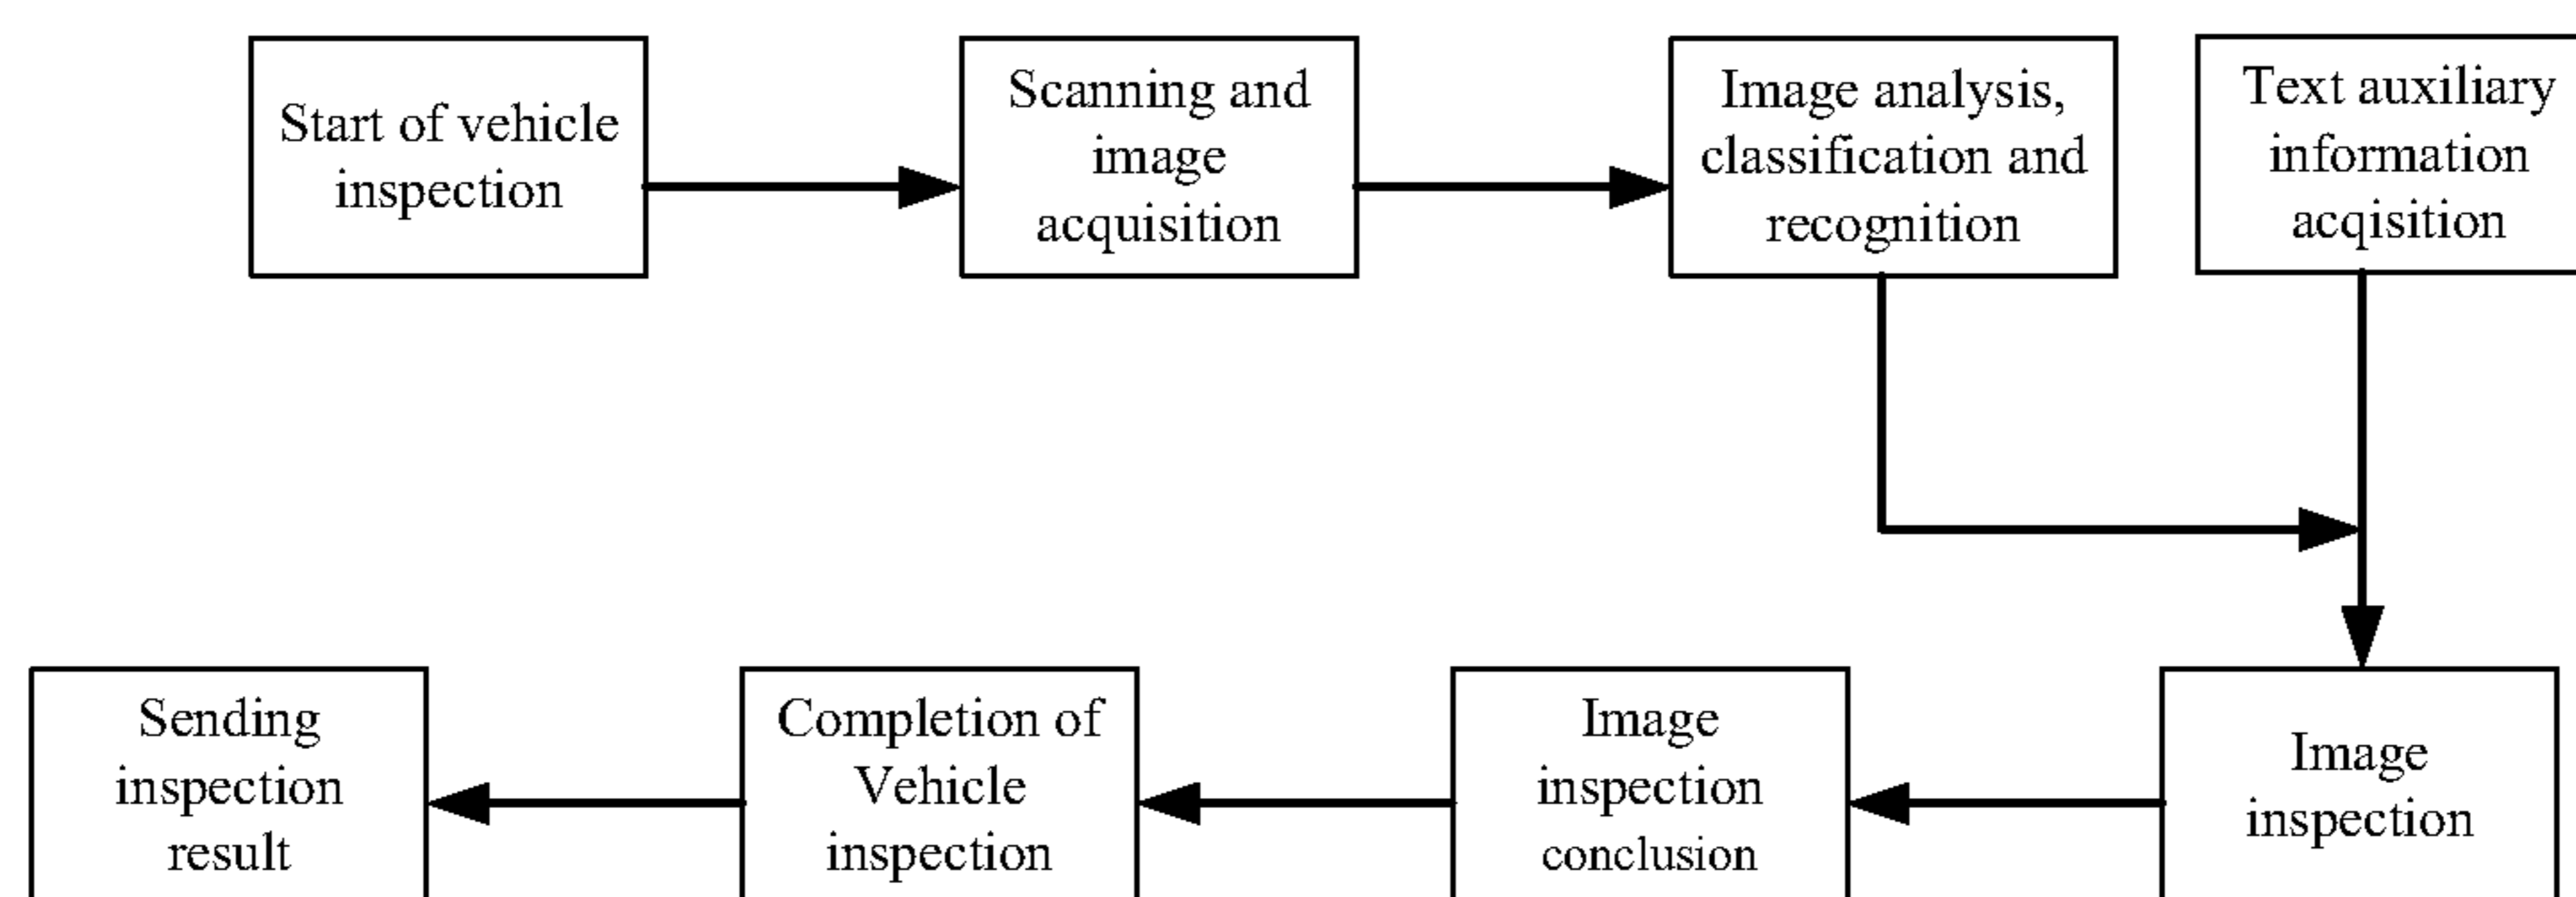 Start of vehicle
inspection
Scanning and
image
acquisition
Image analysis,
classification and
recognition
Text auxiliary
information
acqisition
Sending
inspection
result
Completion of
Vehicle
inspection
Image
inspection
conclusion
Image
inspection